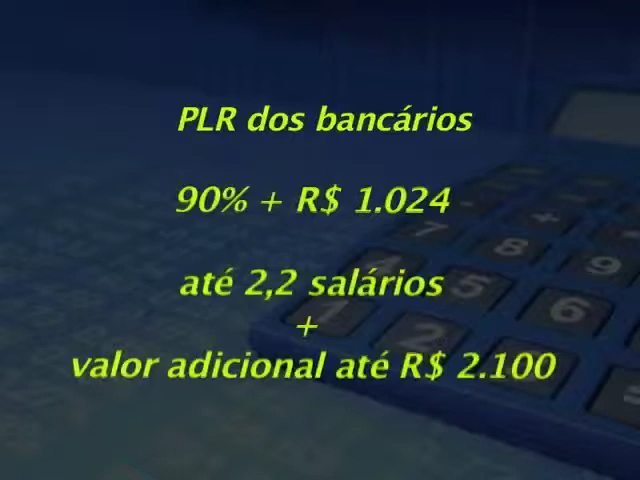 PLR dos bancários
90% + R$ 1.024
até 2,2 salários
+
valor adicional até R$ 2.100